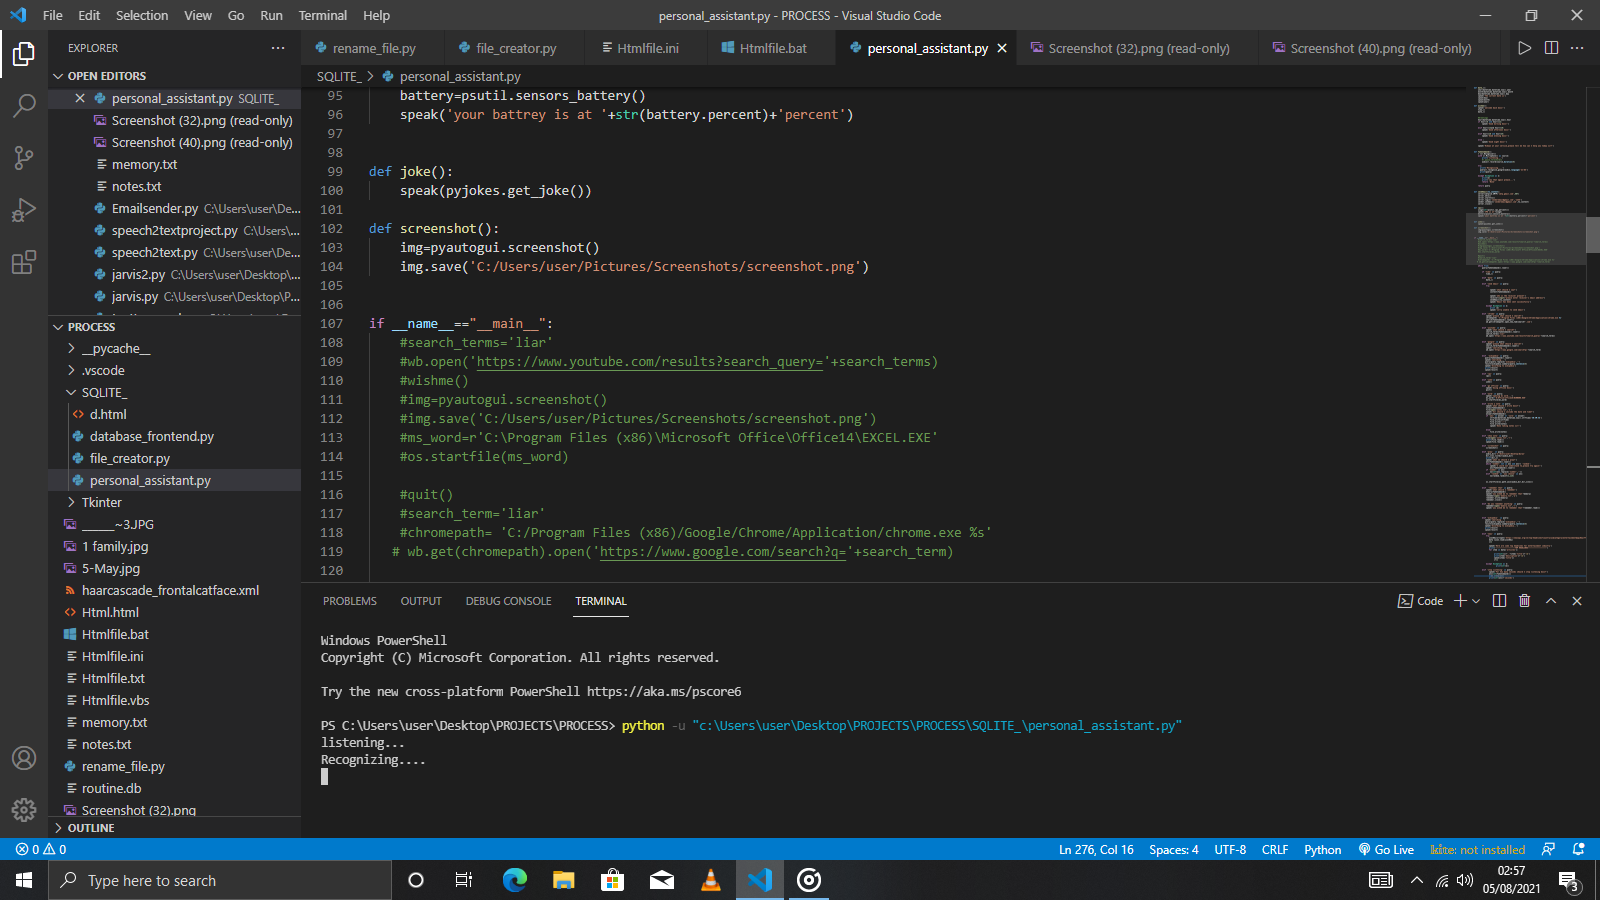 File Edit Selection View Go Run Terminal Help personal_assistant.py - PROCESS - Visual Studio Code
EXPLORER
rename_file.py file_creator.py Htmlfile.ini Htmlfile.bat personal_assistant.py Screenshot (32).png (read-only) Screenshot (40).png (read-only)
SQLITE_ > personal_assistant.py
OPEN EDITORS
personal_assistant.py SQLITE_
Screenshot (32).png (read-only)
Screenshot (40).png (read-only)
memory.txt
notes.txt
Emailsender.py C:\Users\user\De...
speech2textproject.py C:\Users\...
speech2text.py C:\Users\user\De...
jarvis2.py C:\Users\user\Desktop\...
jarvis.py C:\Users\user\Desktop\P...
PROCESS
__pycache__
.vscode
SQLITE_
d.html
database_frontend.py
file_creator.py
personal_assistant.py
Tkinter
_____~3.JPG
1 family.jpg
5-May.jpg
haarcascade_frontalcatface.xml
Html.html
Htmlfile.bat
Htmlfile.ini
Htmlfile.txt
Htmlfile.vbs
memory.txt
notes.txt
rename_file.py
routine.db
Screenshot (32).png
OUTLINE
95 battery=psutil.sensors_battery()
96 speak('your battrey is at '+str(battery.percent)+'percent')
97
98
99 def joke():
100 speak(pyjokes.get_joke())
101
102 def screenshot():
103 img=pyautogui.screenshot()
104 img.save('C:/Users/user/Pictures/Screenshots/screenshot.png')
105
106
107 if __name__=="__main__":
108 #search_terms='liar'
109 #wb.open('https://www.youtube.com/results?search_query='+search_terms)
110 #wishme()
111 #img=pyautogui.screenshot()
112 #img.save('C:/Users/user/Pictures/Screenshots/screenshot.png')
113 #ms_word=r'C:\Program Files (x86)\Microsoft Office\Office14\EXCEL.EXE'
114 #os.startfile(ms_word)
115
116 #quit()
117 #search_term='liar'
118 #chromepath= 'C:/Program Files (x86)/Google/Chrome/Application/chrome.exe %s'
119 # wb.get(chromepath).open('https://www.google.com/search?q='+search_term)
120
PROBLEMS OUTPUT DEBUG CONSOLE TERMINAL Code
Windows PowerShell
Copyright (C) Microsoft Corporation. All rights reserved.
Try the new cross-platform PowerShell https://aka.ms/pscore6
PS C:\Users\user\Desktop\PROJECTS\PROCESS> python -u "c:\Users\user\Desktop\PROJECTS\PROCESS\SQLITE_\personal_assistant.py"
listening...
Recognizing....
0 0 Ln 276, Col 16 Spaces: 4 UTF-8 CRLF Python Go Live kite: not installed
Type here to search
02:57
05/08/2021
3